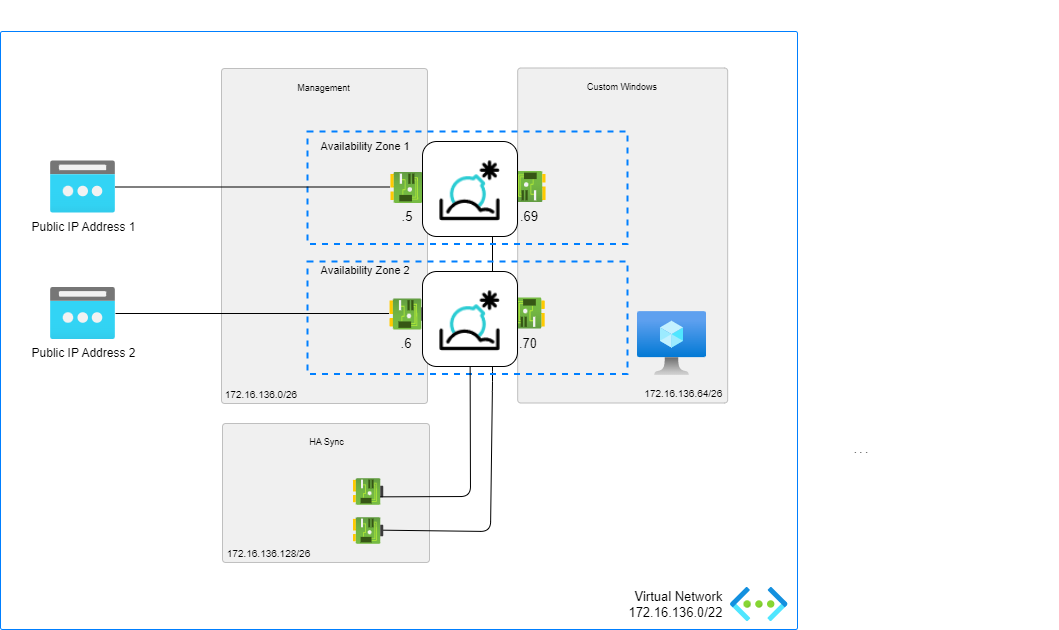 Management
Custom Windows
Availability Zone 1
.5
.69
Public IP Address 1
Availability Zone 2
.6
.70
Public IP Address 2
172.16.136.0/26
172.16.136.64/26
HA Sync
...
172.16.136.128/26
Virtual Network
172.16.136.0/22